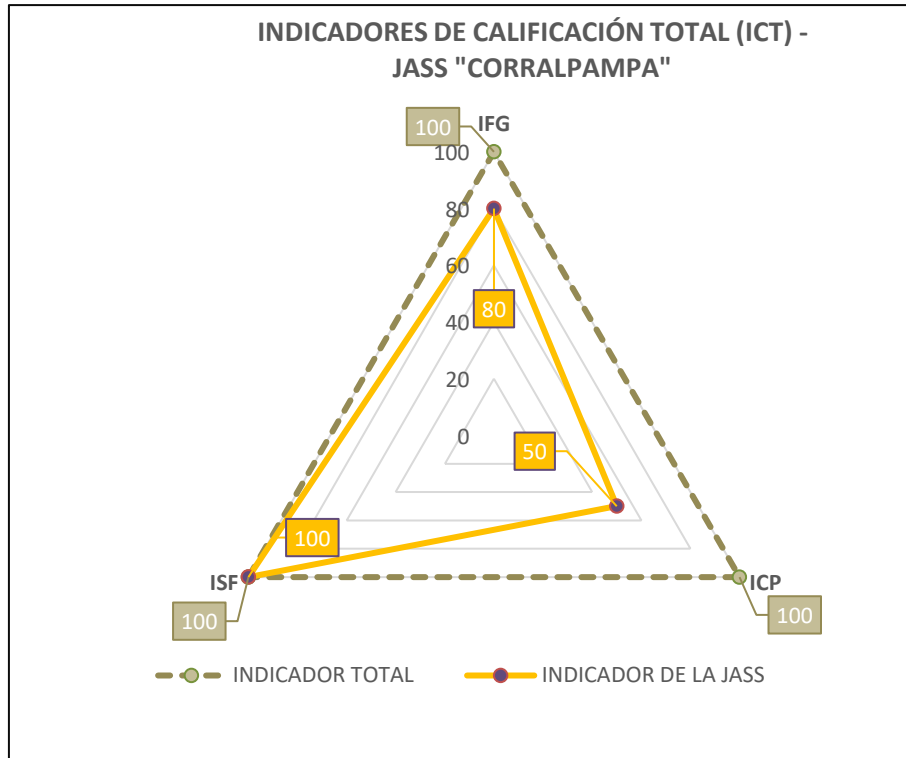 INDICADORES DE CALIFICACIÓN TOTAL (ICT) -
JASS "CORRALPAMPA"
100
IFG
100
80
60
80
40
20
50
0
100
ISF
ICP
100
100
INDICADOR TOTAL
INDICADOR DE LA JASS